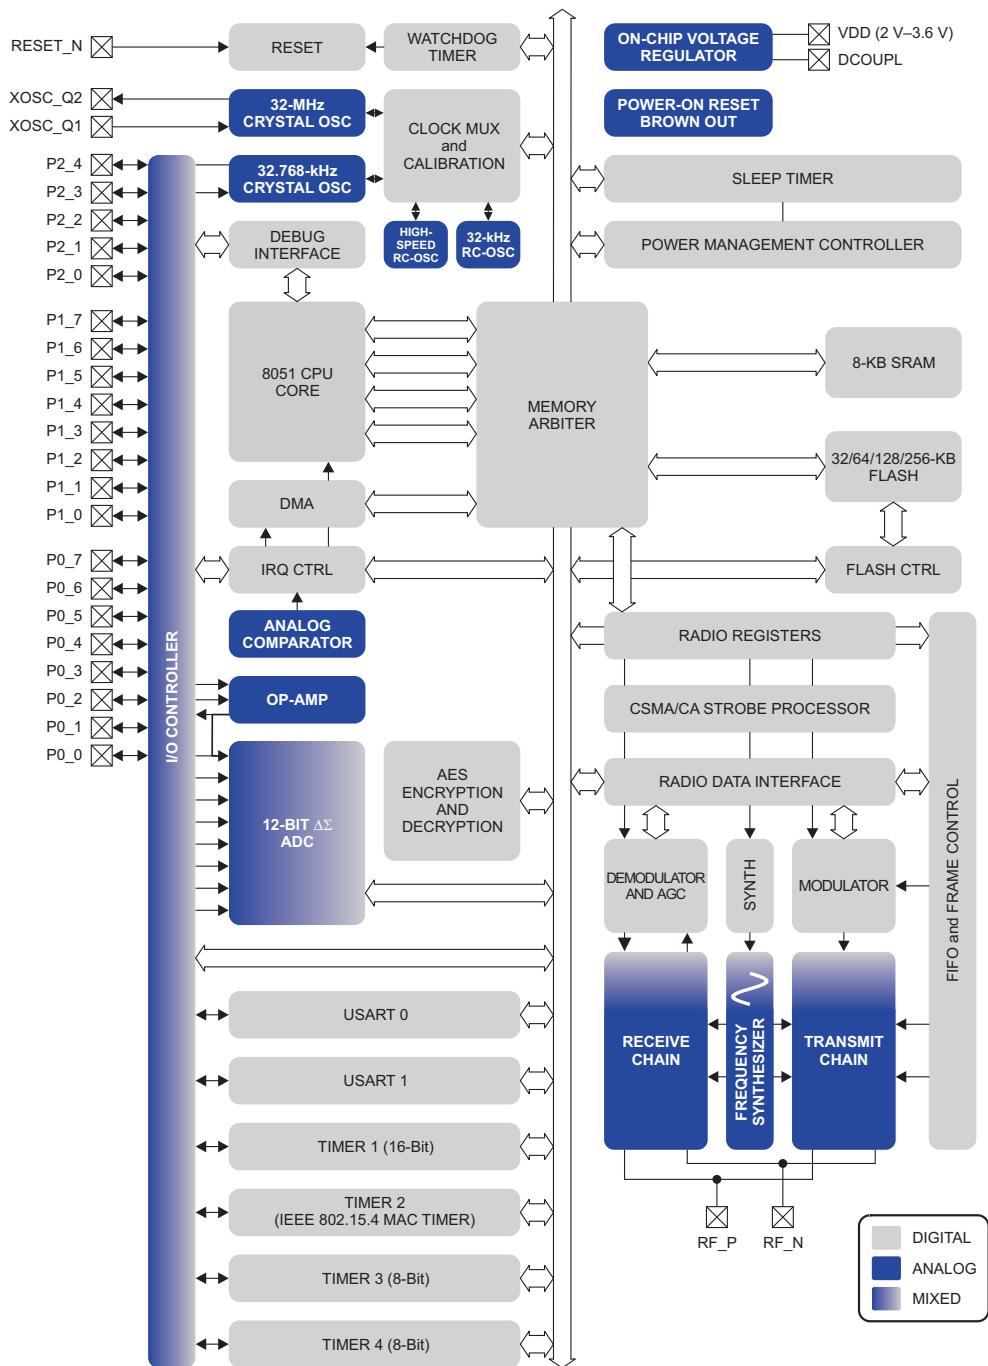 RESET_N
RESET
WATCHDOG
TIMER
ON-CHIP VOLTAGE
REGULATOR
VDD (2 V–3.6 V)
DCOUPL
XOSC_Q2
XOSC_Q1
32-MHz
CRYSTAL OSC
CLOCK MUX
and
CALIBRATION
POWER-ON RESET
BROWN OUT
P2_4
P2_3
P2_2
P2_1
P2_0
32.768-kHz
CRYSTAL OSC
SLEEP TIMER
DEBUG
INTERFACE
HIGH-
SPEED
RC-OSC
32-kHz
RC-OSC
POWER MANAGEMENT CONTROLLER
P1_7
P1_6
P1_5
P1_4
P1_3
P1_2
P1_1
P1_0
8051 CPU
CORE
MEMORY
ARBITER
8-KB SRAM
32/64/128/256-KB
FLASH
DMA
IRQ CTRL
FLASH CTRL
P0_7
P0_6
P0_5
P0_4
P0_3
P0_2
P0_1
P0_0
I/O CONTROLLER
ANALOG
COMPARATOR
RADIO REGISTERS
OP-AMP
CSMA/CA STROBE PROCESSOR
12-BIT ΔΣ
ADC
AES
ENCRYPTION
AND
DECRYPTION
RADIO DATA INTERFACE
FIFO and FRAME CONTROL
DEMODULATOR
AND AGC
SYNTH
MODULATOR
RECEIVE
CHAIN
FREQUENCY
SYNTHESIZER
TRANSMIT
CHAIN
USART 0
USART 1
TIMER 1 (16-Bit)
TIMER 2
(IEEE 802.15.4 MAC TIMER)
TIMER 3 (8-Bit)
TIMER 4 (8-Bit)
RF_P
RF_N
DIGITAL
ANALOG
MIXED